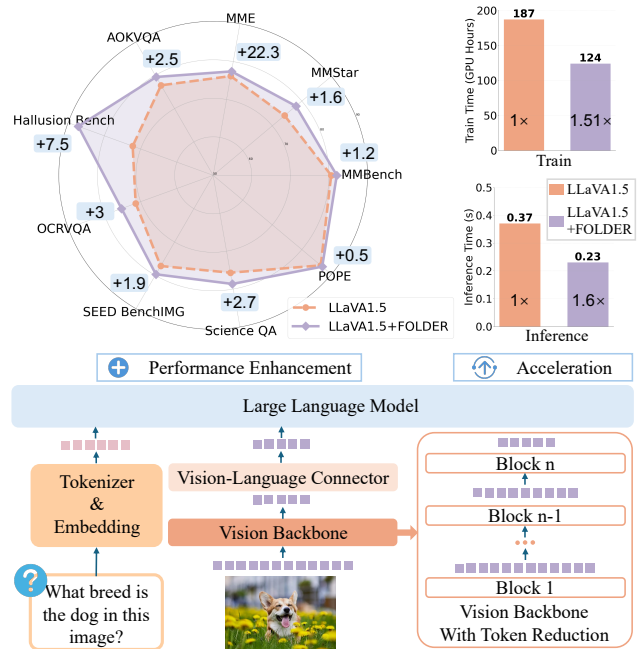 MME
AOKVQA
+2.5
+22.3
MMStar
+1.6
Hallusion Bench
+7.5
+1.2
MMBench
+3
OCRVQA
+0.5
POPE
+1.9
SEED BenchIMG
+2.7
Science QA
LLaVA1.5
LLaVA1.5+FOLDER
Train Time (GPU Hours)
200
150
100
50
0
187
124
1×
1.51×
Train
Inference Time (s)
0.5
0.4
0.3
0.2
0.1
0.0
0.37
0.23
1×
1.6×
Inference
LLaVA1.5
LLaVA1.5
+FOLDER
Performance Enhancement
Acceleration
Large Language Model
Tokenizer
&
Embedding
Vision-Language Connector
Vision Backbone
?
What breed is
the dog in this
image?
Block n
Block n-1
Block 1
Vision Backbone
With Token Reduction